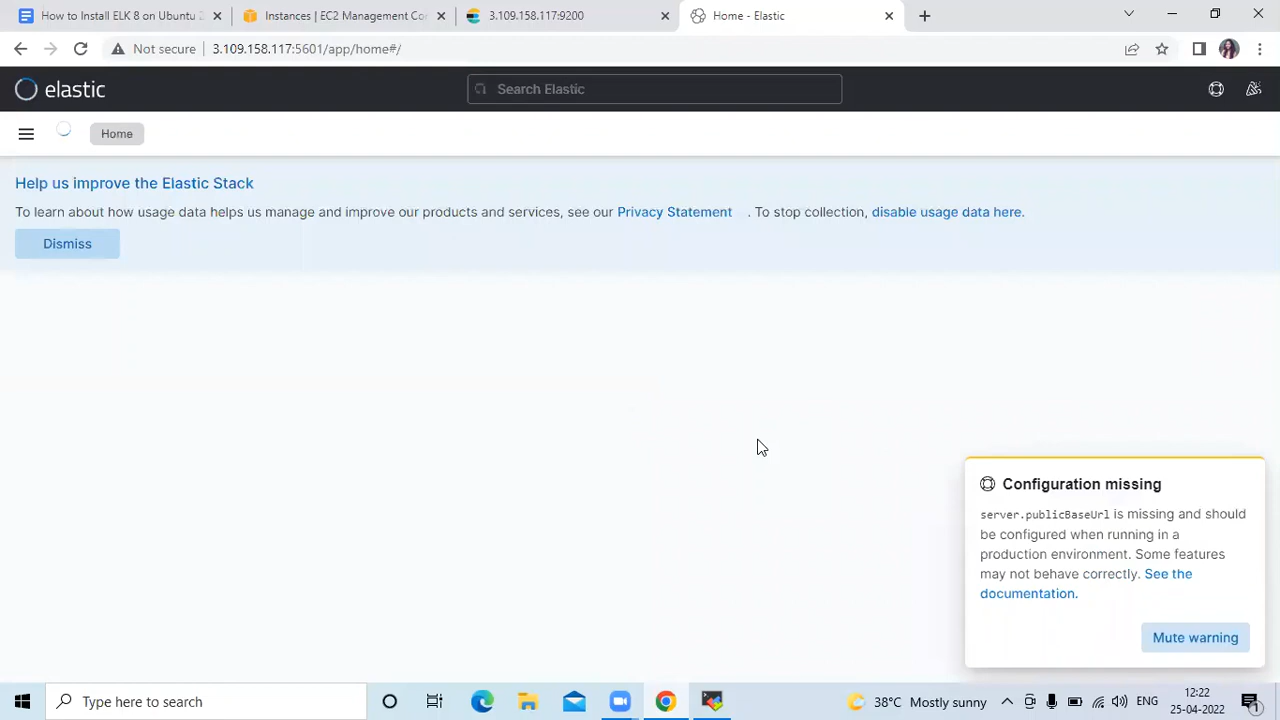 How to Install ELK 8 on Ubuntu 2
Instances | EC2 Management Co
3.109.158.117:9200
Home - Elastic
Not secure
3.109.158.117:5601/app/home#/
elastic
Search Elastic
Home
Help us improve the Elastic Stack
To learn about how usage data helps us manage and improve our products and services, see our Privacy Statement . To stop collection, disable usage data here.
Dismiss
Configuration missing
server.publicBaseUrl is missing and should
be configured when running in a
production environment. Some features
may not behave correctly. See the
documentation.
Mute warning
Type here to search
38°C Mostly sunny
ENG
12:22
25-04-2022
1